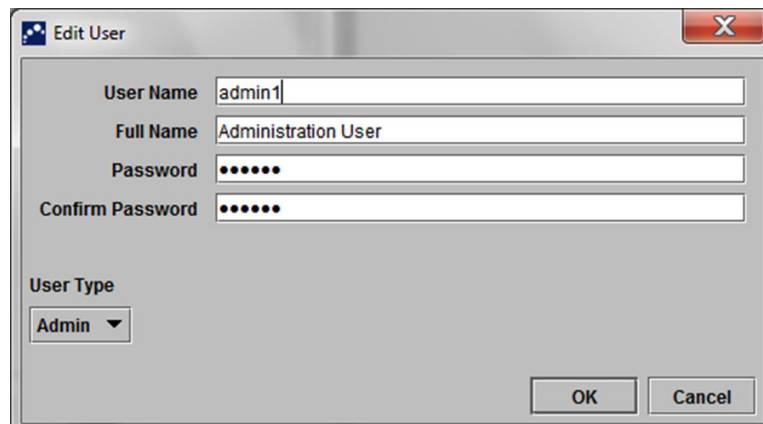 Edit User
User Name admin1
Full Name Administration User
Password ••••••
Confirm Password ••••••
User Type
Admin
OK Cancel